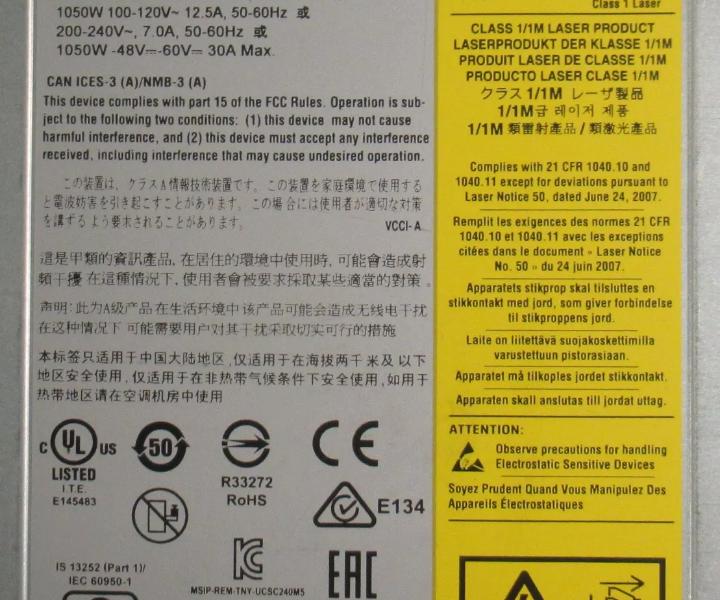 1050W 100-120V~ 12.5A, 50-60Hz 或
200-240V~, 7.0A, 50-60Hz 或
1050W -48V⎓-60V⎓ 30A Max.
CAN ICES-3 (A)/NMB-3 (A)
This device complies with part 15 of the FCC Rules. Operation is sub-
ject to the following two conditions: (1) this device may not cause
harmful interference, and (2) this device must accept any interference
received, including interference that may cause undesired operation.
この装置は、クラスA情報技術装置です。この装置を家庭環境で使用する
と電波妨害を引き起こすことがあります。この場合には使用者が適切な対策
を講ずるよう要求されることがあります。 VCCI-A
這是甲類的資訊產品, 在居住的環境中使用時, 可能會造成射
頻干擾 在這種情況下, 使用者會被要求採取某些適當的對策 。
声明: 此为A级产品 在生活环境中 该产品可能会造成无线电干扰
在这种情况下 可能需要用户对其干扰采取切实可行的措施
本标签只适用于中国大陆地区, 仅适用于在海拔两千米及以下
地区安全使用, 仅适用于在非热带气候条件下安全使用, 如用于
热带地区请在空调机房中使用
C UL US
LISTED
I.T.E.
E145483
50
R33272
RoHS
CE
E134
IS 13252 (Part 1)/
IEC 60950-1
KC
MSIP-REM-TNY-UCSC240M5
EAC
Class 1 Laser
CLASS 1/1M LASER PRODUCT
LASERPRODUKT DER KLASSE 1/1M
PRODUIT LASER DE CLASSE 1/1M
PRODUCTO LASER CLASE 1/1M
クラス 1/1M レーザ製品
1/1M급 레이저 제품
1/1M 類雷射產品 / 類激光產品
Complies with 21 CFR 1040.10 and
1040.11 except for deviations pursuant to
Laser Notice 50, dated June 24, 2007.
Remplit les exigences des normes 21 CFR
1040.10 et 1040.11 avec les exceptions
citées dans le document « Laser Notice
No. 50 » du 24 juin 2007.
Apparatets stikprop skal tilsluttes en
stikkontakt med jord, som giver forbindelse
til stikproppens jord.
Laite on liitettävä suojakoskettimilla
varustettuun pistorasiaan.
Apparatet må tilkoples jordet stikkontakt.
Apparaten skall anslutas till jordat uttag.
ATTENTION:
Observe precautions for handling
Electrostatic Sensitive Devices
Soyez Prudent Quand Vous Manipulez Des
Appareils Électrostatiques